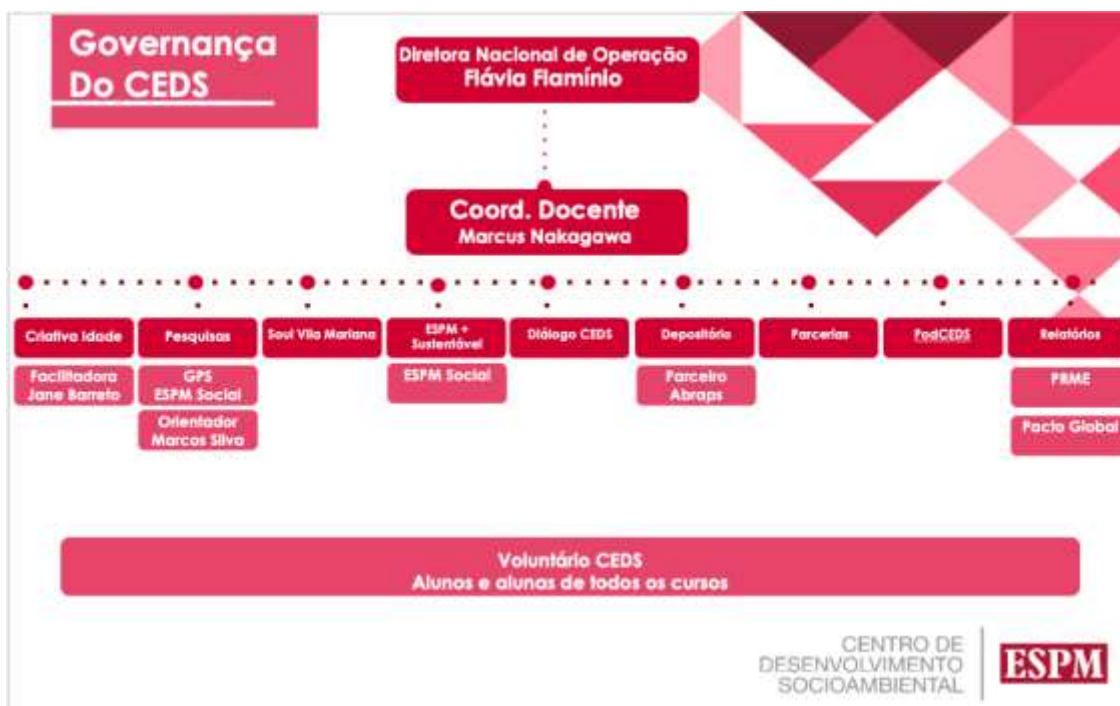 Governança
Do CEDS
Diretora Nacional de Operação
Flávia Flamínio
Coord. Docente
Marcus Nakagawa
Criativa Idade
Pesquisas
Soul Vila Mariana
ESPM +
Sustentável
Diálogo CEDS
Depositário
Parcerias
PodCEDS
Relatórios
Facilitadora
Jane Barreto
GPS
ESPM Social
ESPM Social
Parceiro
Abraps
PRME
Orientador
Marcos Silva
Pacto Global
Voluntário CEDS
Alunos e alunas de todos os cursos
CENTRO DE
DESENVOLVIMENTO
SOCIOAMBIENTAL
ESPM